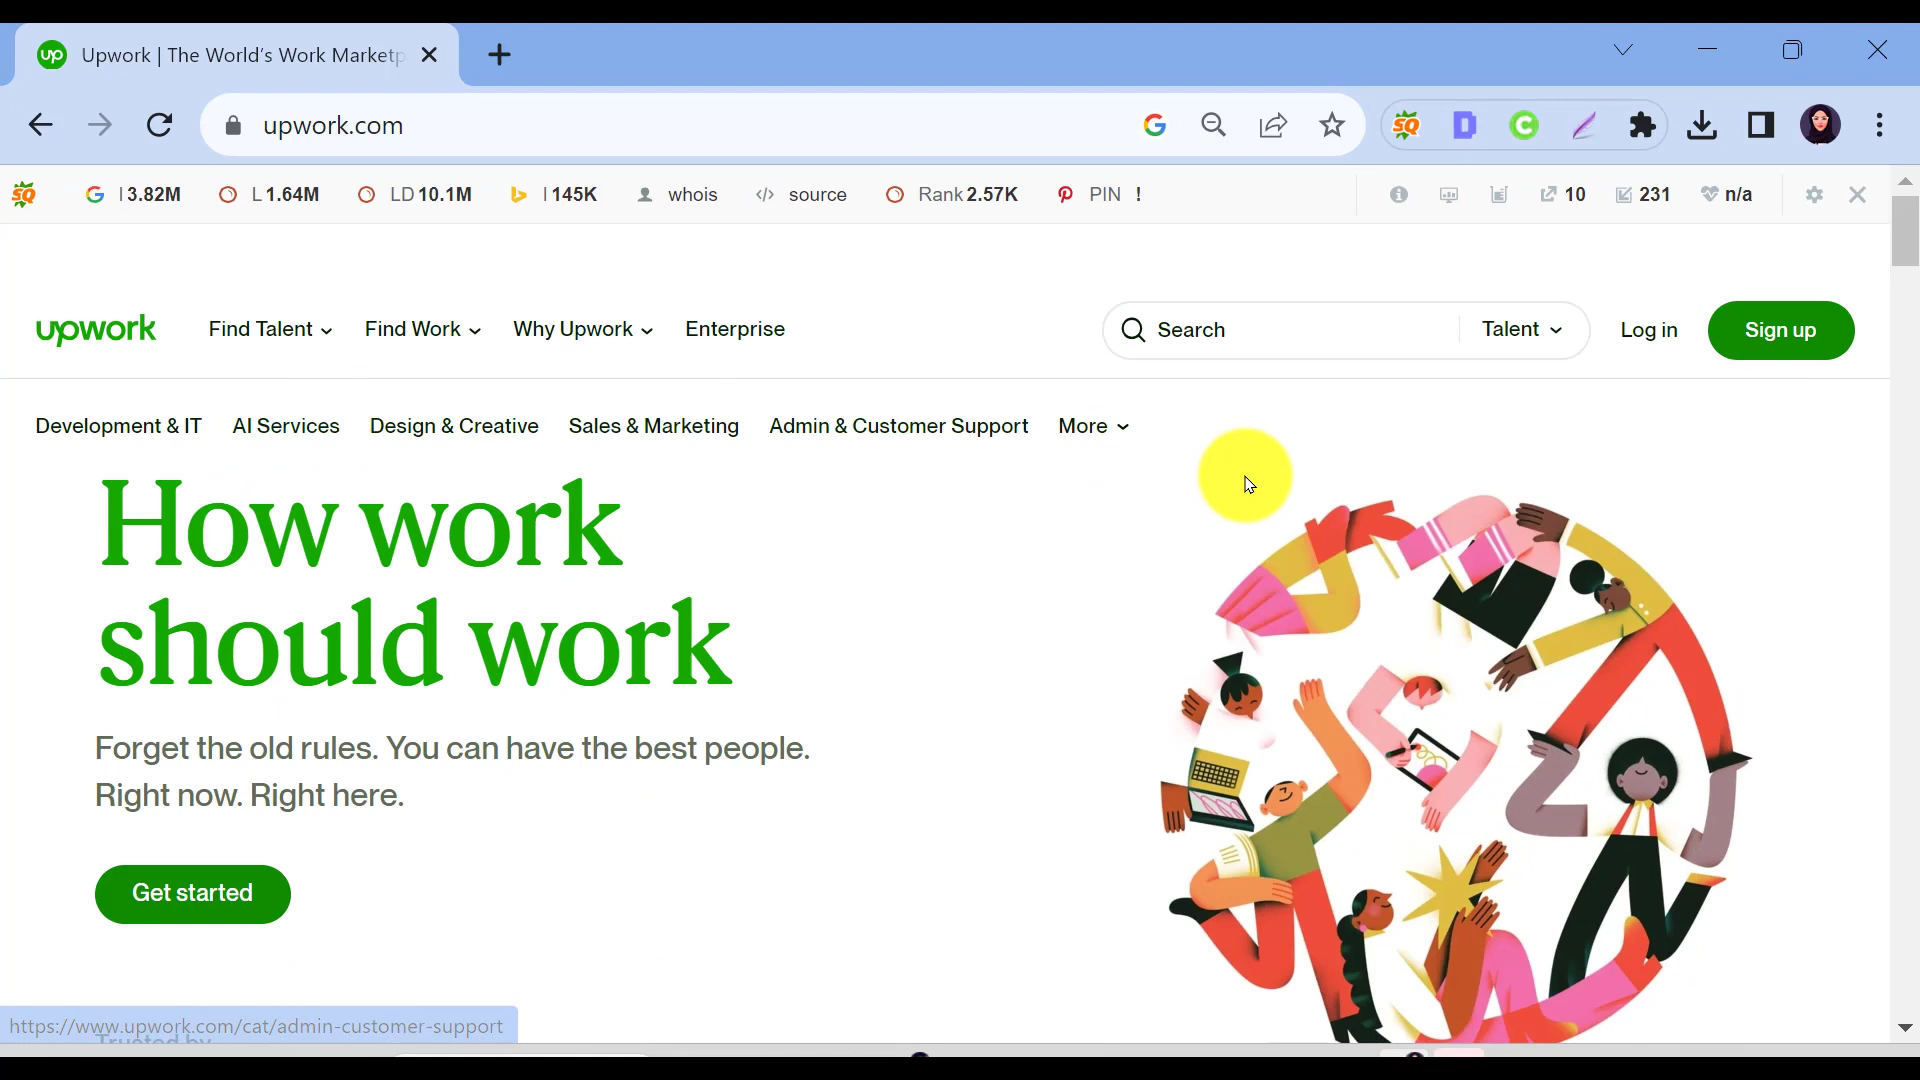 up Upwork | The World's Work Marketp
upwork.com
SQ D C
SQ I 3.82M L 1.64M LD 10.1M I 145K whois source Rank 2.57K PIN ! 10 231 n/a
upwork Find Talent Find Work Why Upwork Enterprise Search Talent Log in Sign up
Development & IT AI Services Design & Creative Sales & Marketing Admin & Customer Support More
How work
should work
Forget the old rules. You can have the best people.
Right now. Right here.
Get started
https://www.upwork.com/cat/admin-customer-support
Trusted by